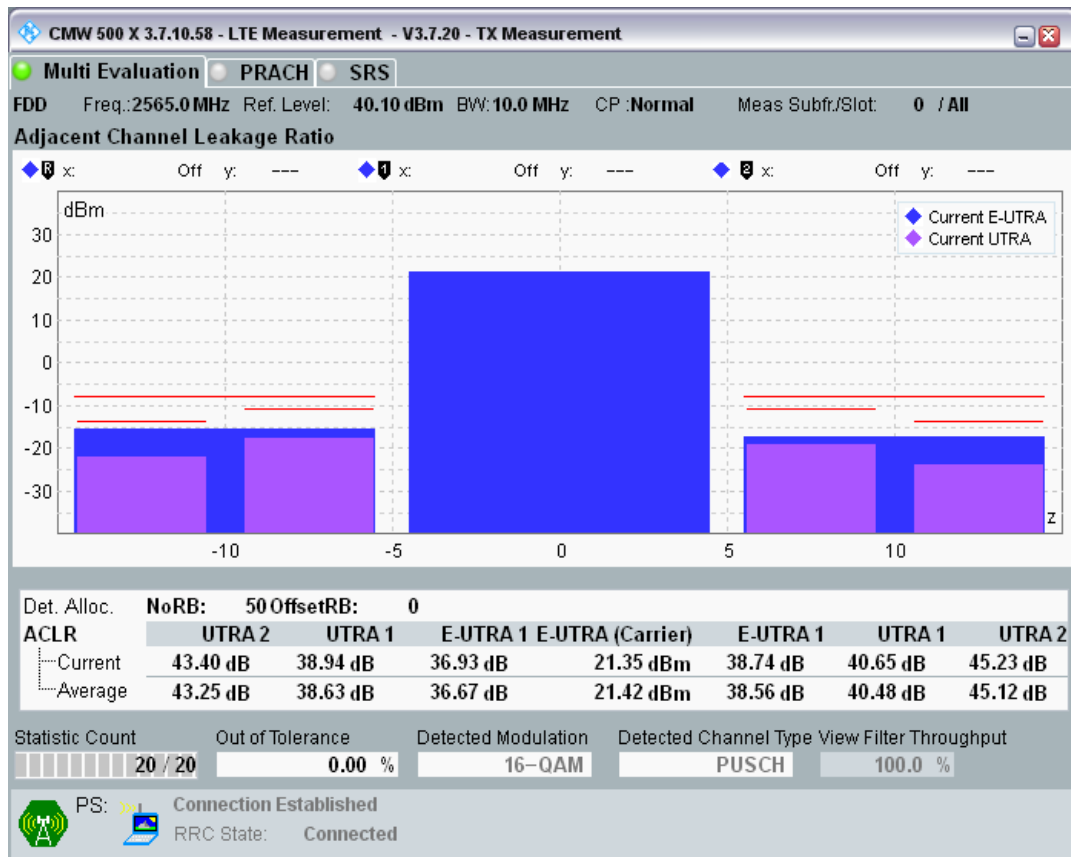 CMW 500 X 3.7.10.58 - LTE Measurement - V3.7.20 - TX Measurement
Multi Evaluation PRACH SRS
FDD Freq.:2565.0 MHz Ref. Level: 40.10 dBm BW:10.0 MHz CP :Normal Meas Subfr./Slot: 0 / All
Adjacent Channel Leakage Ratio
R x: Off y: --- 1 x: Off y: --- 2 x: Off y: ---
dBm
Current E-UTRA
Current UTRA
30
20
10
0
-10
-20
-30
z
-10 -5 0 5 10
Det. Alloc. NoRB: 50 OffsetRB: 0
ACLR UTRA 2 UTRA 1 E-UTRA 1 E-UTRA (Carrier) E-UTRA 1 UTRA 1 UTRA 2
Current 43.40 dB 38.94 dB 36.93 dB 21.35 dBm 38.74 dB 40.65 dB 45.23 dB
Average 43.25 dB 38.63 dB 36.67 dB 21.42 dBm 38.56 dB 40.48 dB 45.12 dB
Statistic Count Out of Tolerance Detected Modulation Detected Channel Type View Filter Throughput
20 / 20 0.00 % 16-QAM PUSCH 100.0 %
PS: Connection Established
RRC State: Connected